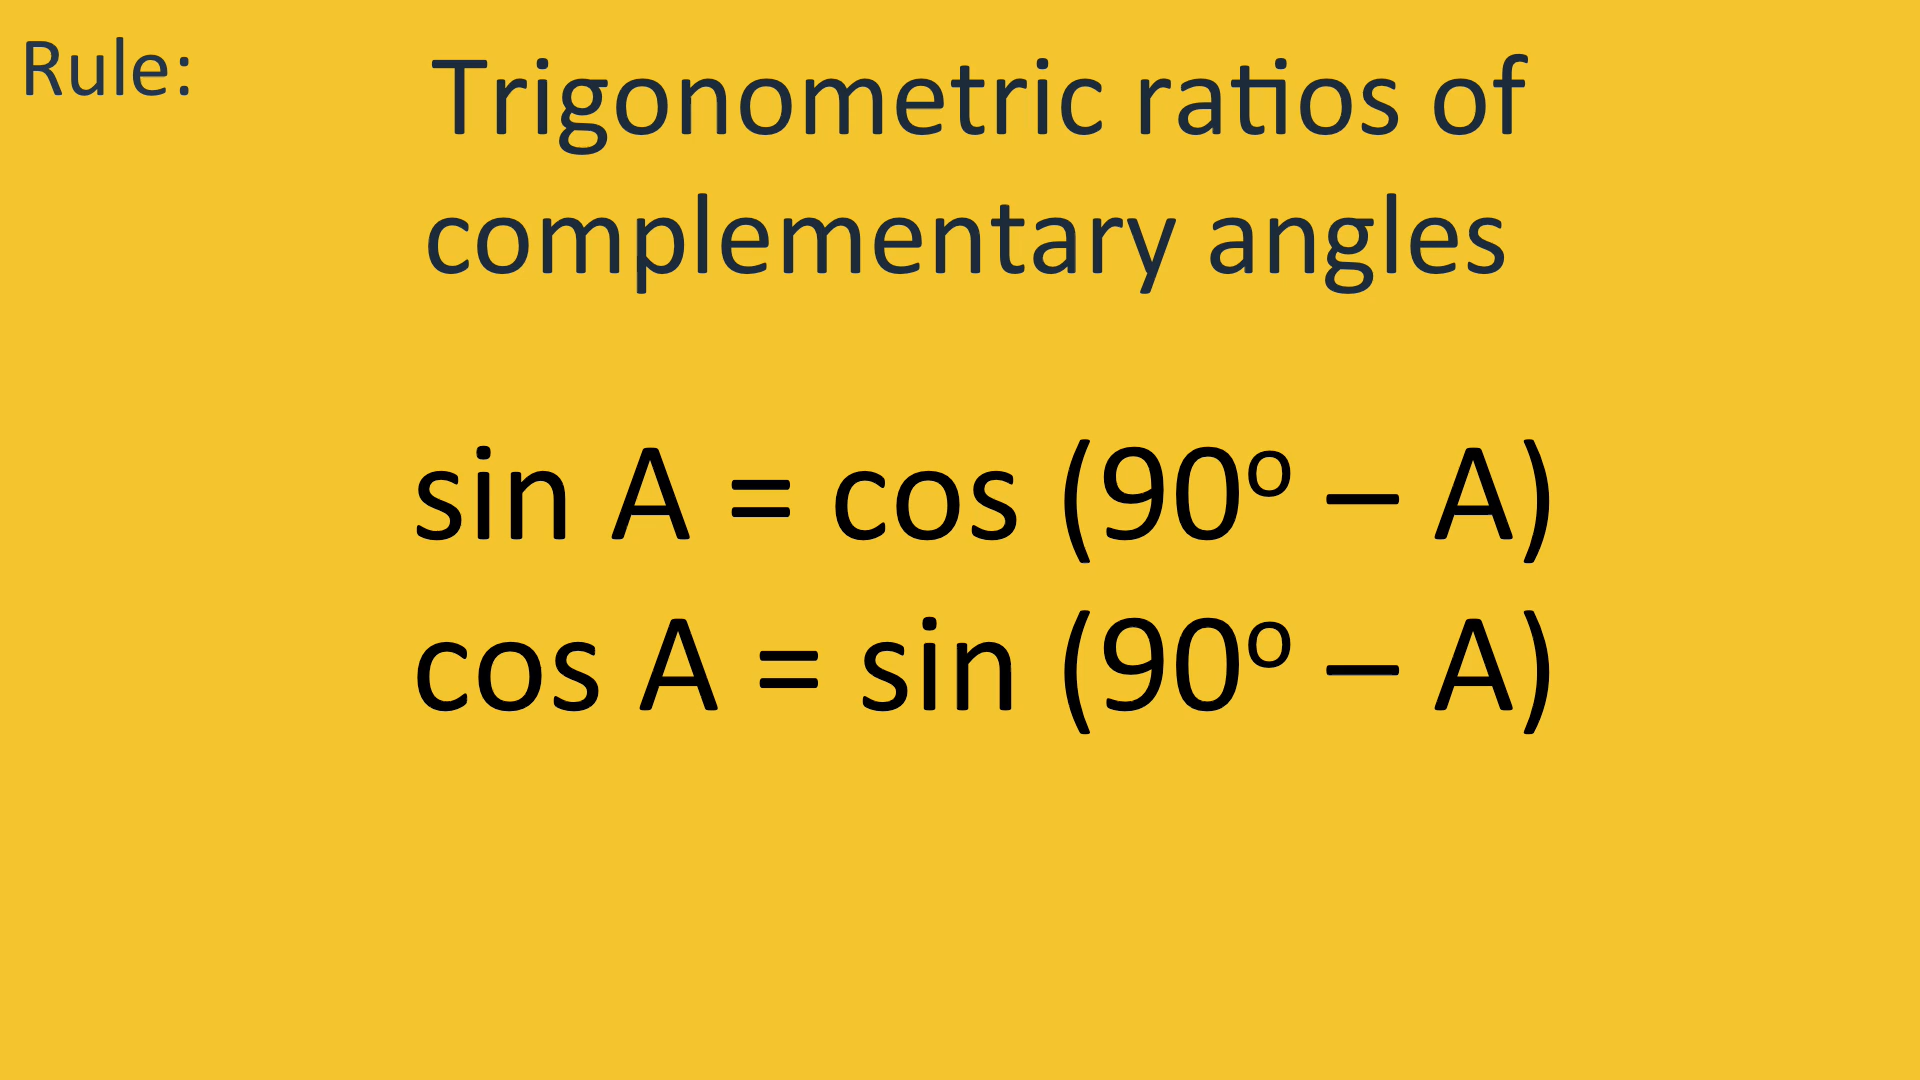 Rule:
Trigonometric ratios of
complementary angles
sin A = cos (90º – A)
cos A = sin (90º – A)